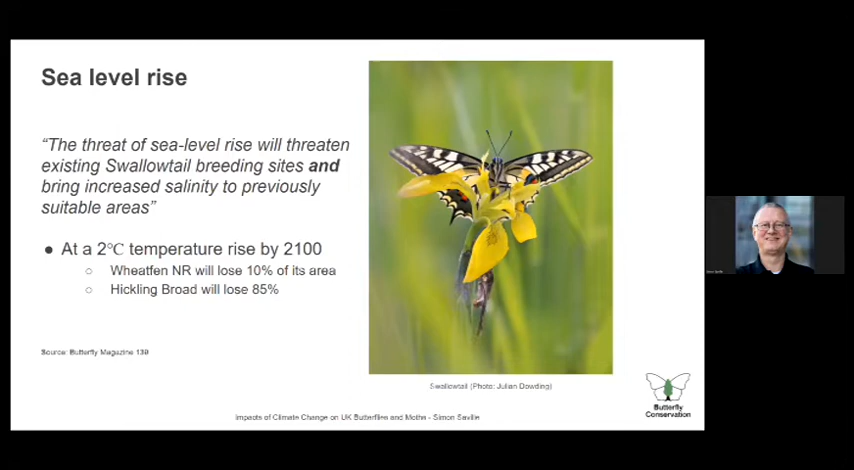 Sea level rise
“The threat of sea-level rise will threaten
existing Swallowtail breeding sites and
bring increased salinity to previously
suitable areas”
● At a 2℃ temperature rise by 2100
○ Wheatfen NR will lose 10% of its area
○ Hickling Broad will lose 85%
Source: Butterfly Magazine 139
Swallowtail (Photo: Julian Dowding)
Butterfly
Conservation
Impacts of Climate Change on UK Butterflies and Moths - Simon Saville